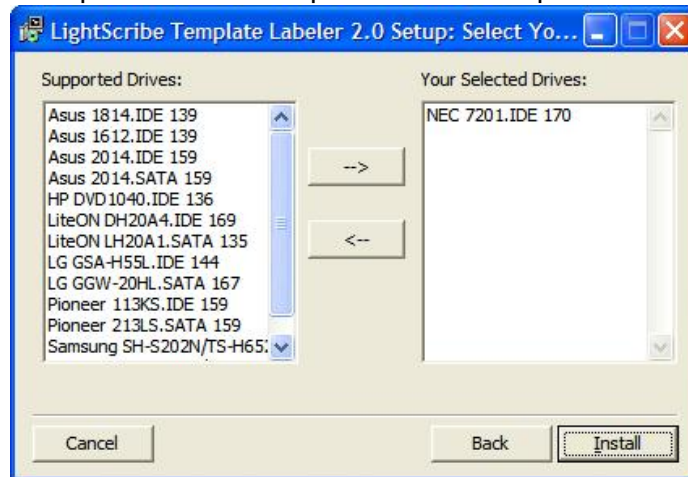 LightScribe Template Labeler 2.0 Setup: Select Yo...
Supported Drives:
Your Selected Drives:
Asus 1814.IDE 139
Asus 1612.IDE 139
Asus 2014.IDE 159
Asus 2014.SATA 159
HP DVD1040.IDE 136
LiteON DH20A4.IDE 169
LiteON LH20A1.SATA 135
LG GSA-H55L.IDE 144
LG GGW-20HL.SATA 167
Pioneer 113KS.IDE 159
Pioneer 213LS.SATA 159
Samsung SH-S202N/TS-H65
NEC 7201.IDE 170
-->
<--
Cancel
Back
Install